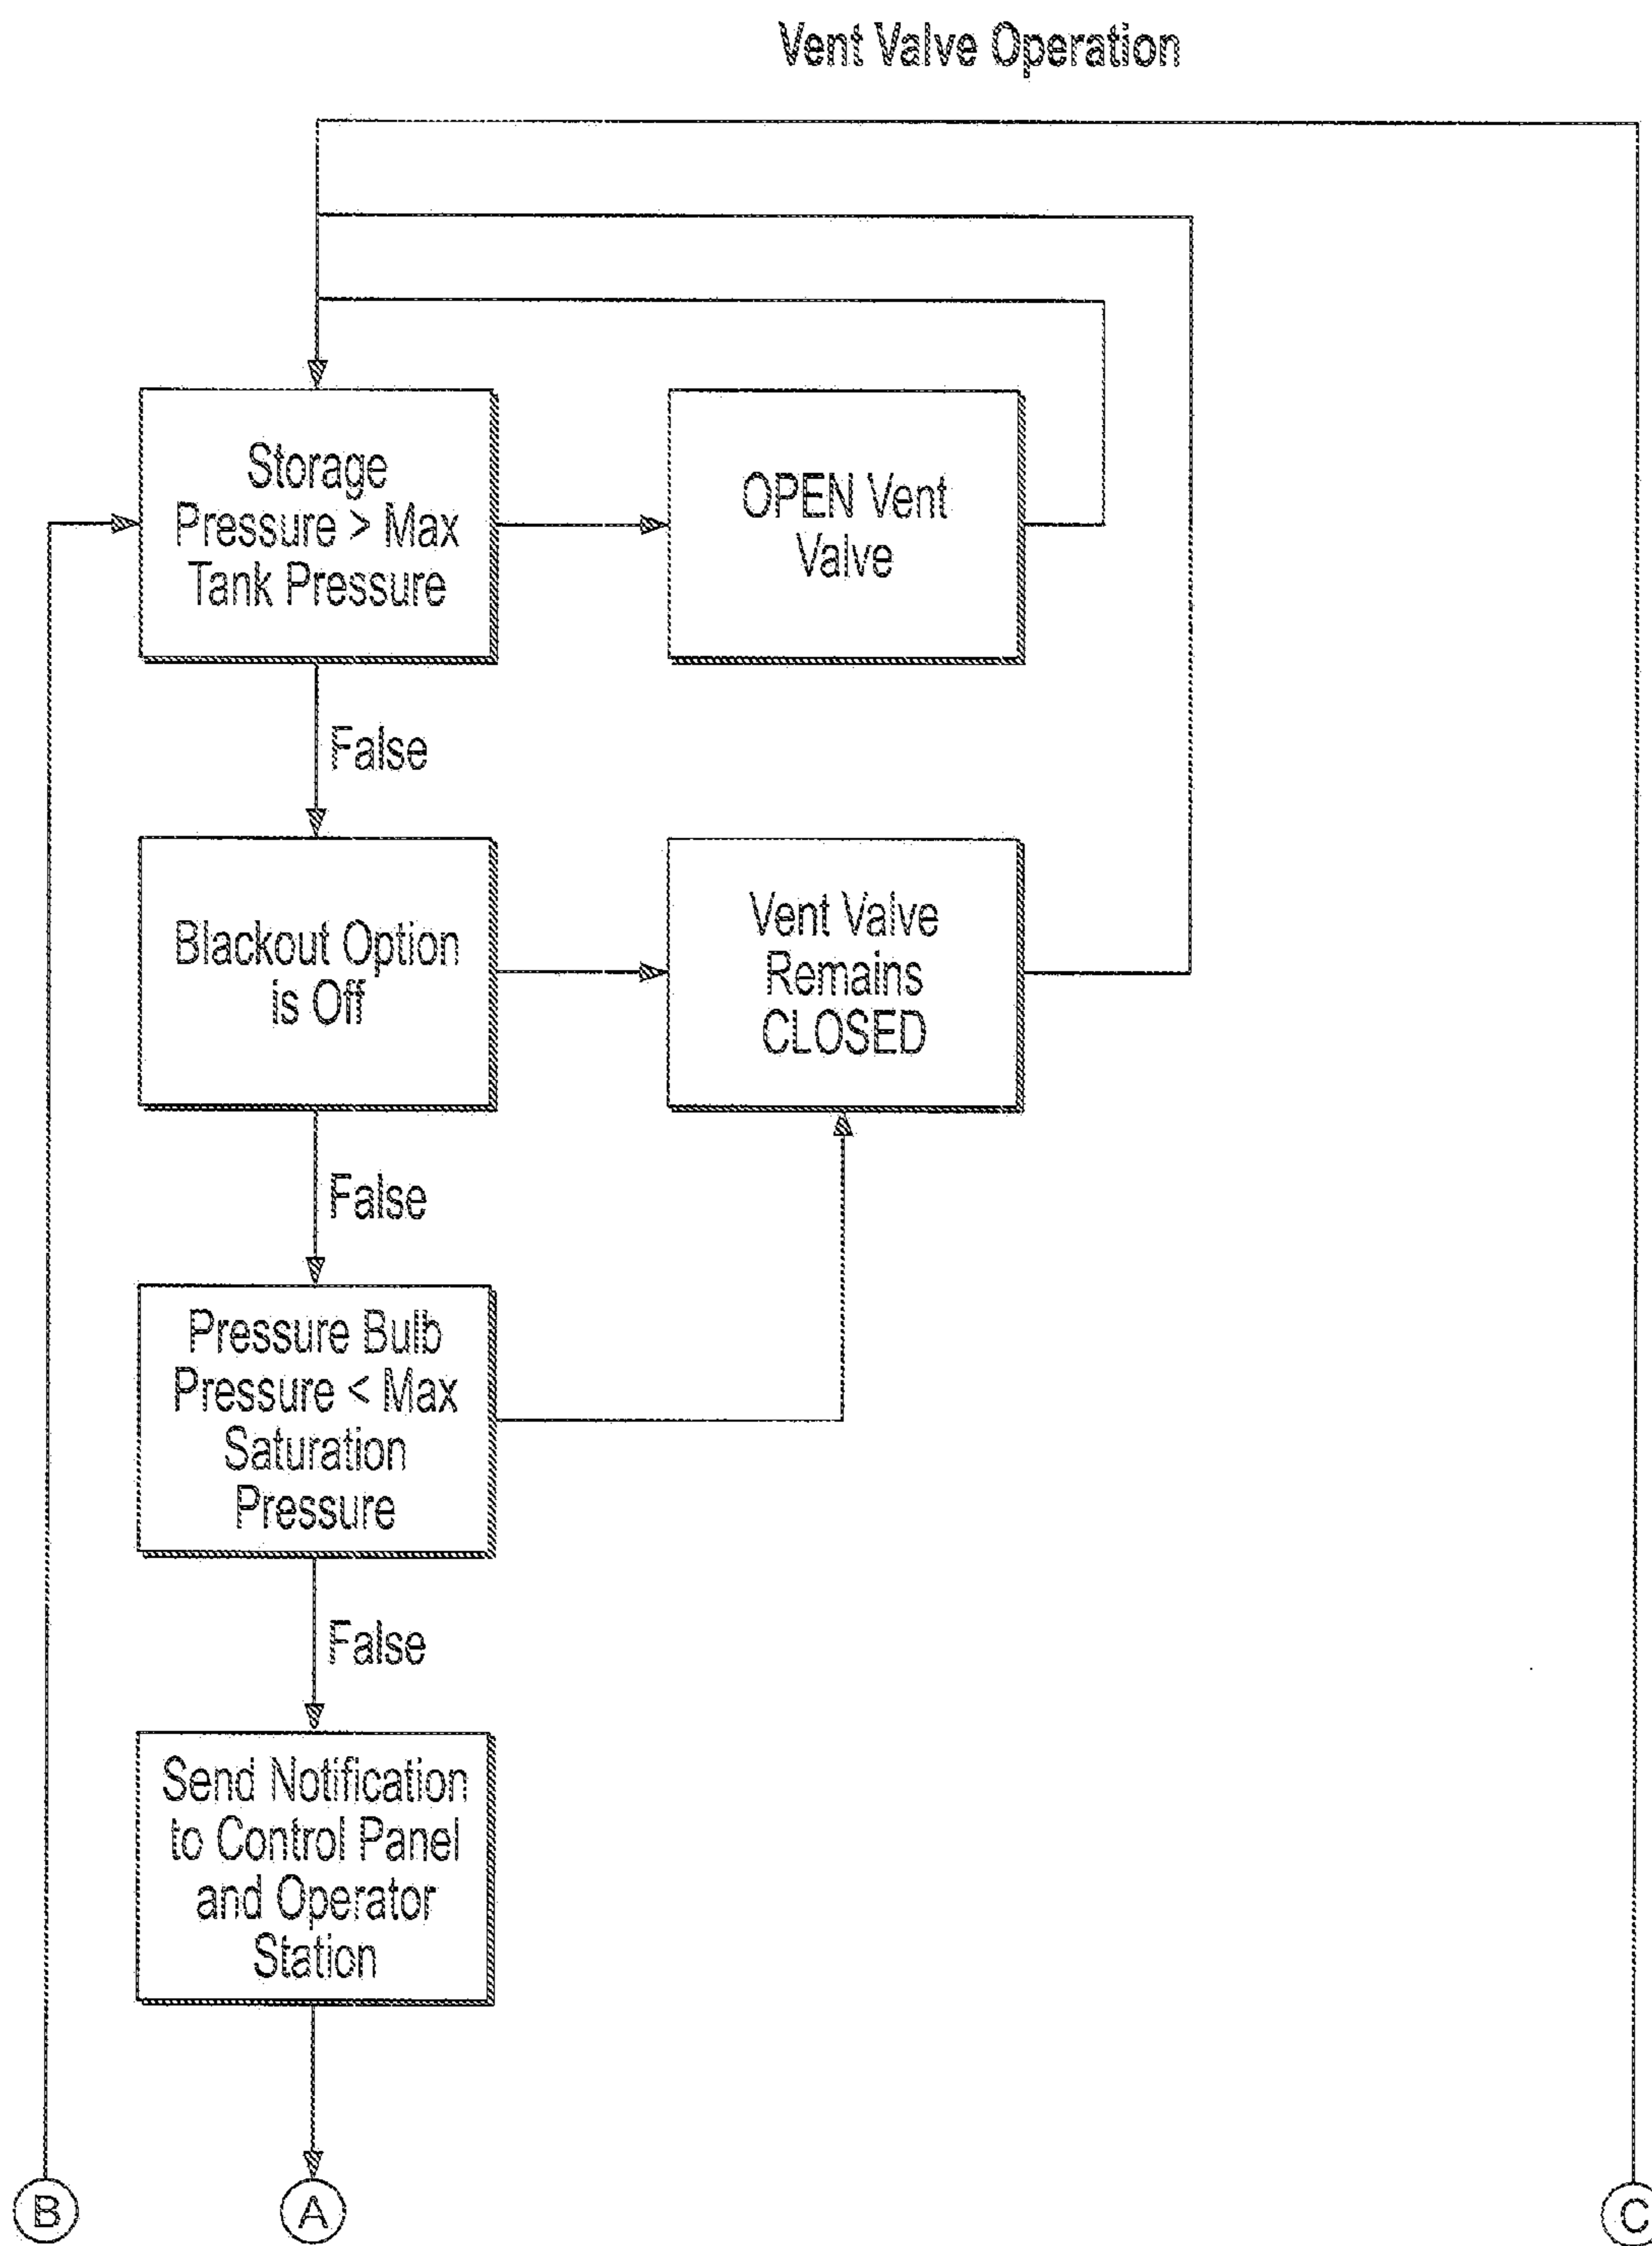 Vent Valve Operation
Storage
Pressure > Max
Tank Pressure
OPEN Vent
Valve
False
Blackout Option
is Off
Vent Valve
Remains
CLOSED
False
Pressure Bulb
Pressure < Max
Saturation
Pressure
False
Send Notification
to Control Panel
and Operator
Station
B
A
C